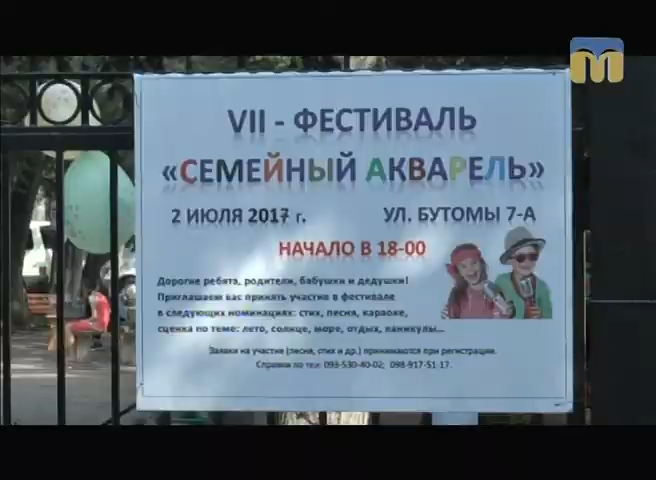 VII - ФЕСТИВАЛЬ
«СЕМЕЙНЫЙ АКВАРЕЛЬ»
2 ИЮЛЯ 2017 г. УЛ. БУТОМЫ 7-А
НАЧАЛО В 18-00
Дорогие ребята, родители, бабушки и дедушки!
Приглашаем вас принять участие в фестивале
в следующих номинациях: стих, песня, караоке,
сценка по теме: лето, солнце, море, отдых, каникулы...
Заявки на участие (песня, стих и др.) принимаются при регистрации.
Справки по тел: 093-530-40-02; 098-917-51-17.